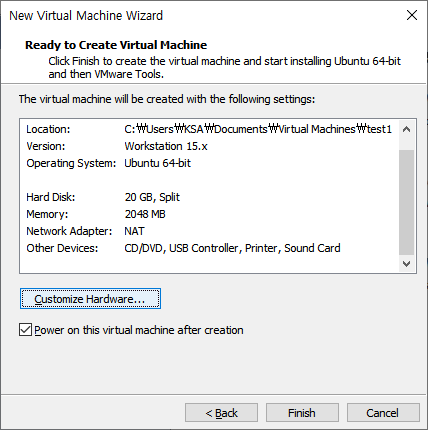 New Virtual Machine Wizard
Ready to Create Virtual Machine
Click Finish to create the virtual machine and start installing Ubuntu 64-bit
and then VMware Tools.
The virtual machine will be created with the following settings:
Location: C:₩Users₩KSA₩Documents₩Virtual Machines₩test1
Version: Workstation 15.x
Operating System: Ubuntu 64-bit
Hard Disk: 20 GB, Split
Memory: 2048 MB
Network Adapter: NAT
Other Devices: CD/DVD, USB Controller, Printer, Sound Card
Customize Hardware...
Power on this virtual machine after creation
< Back Finish Cancel